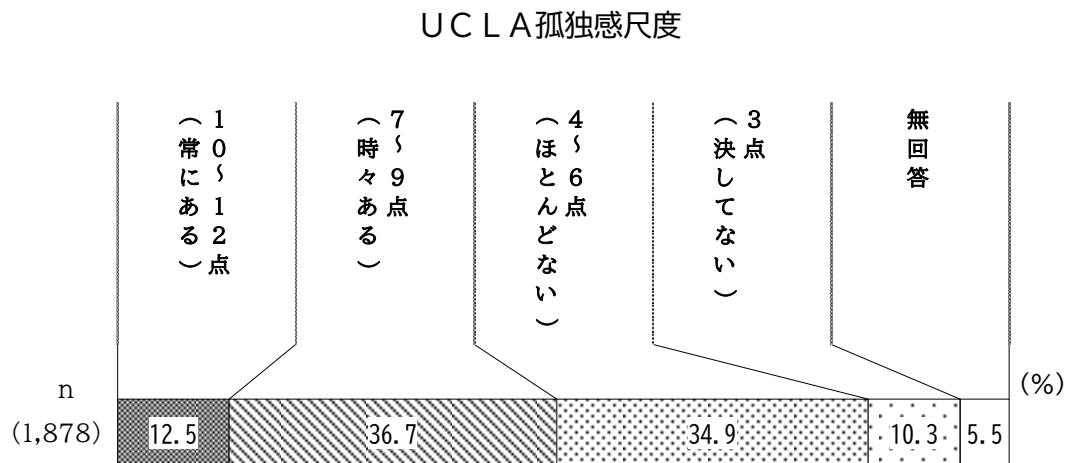 ＵＣＬＡ孤独感尺度
１０～１２点
（常にある）
７～９点
（時々ある）
４～６点
（ほとんどない）
３点
（決してない）
無回答
n
(1,878)
(%)
12.5
36.7
34.9
10.3
5.5